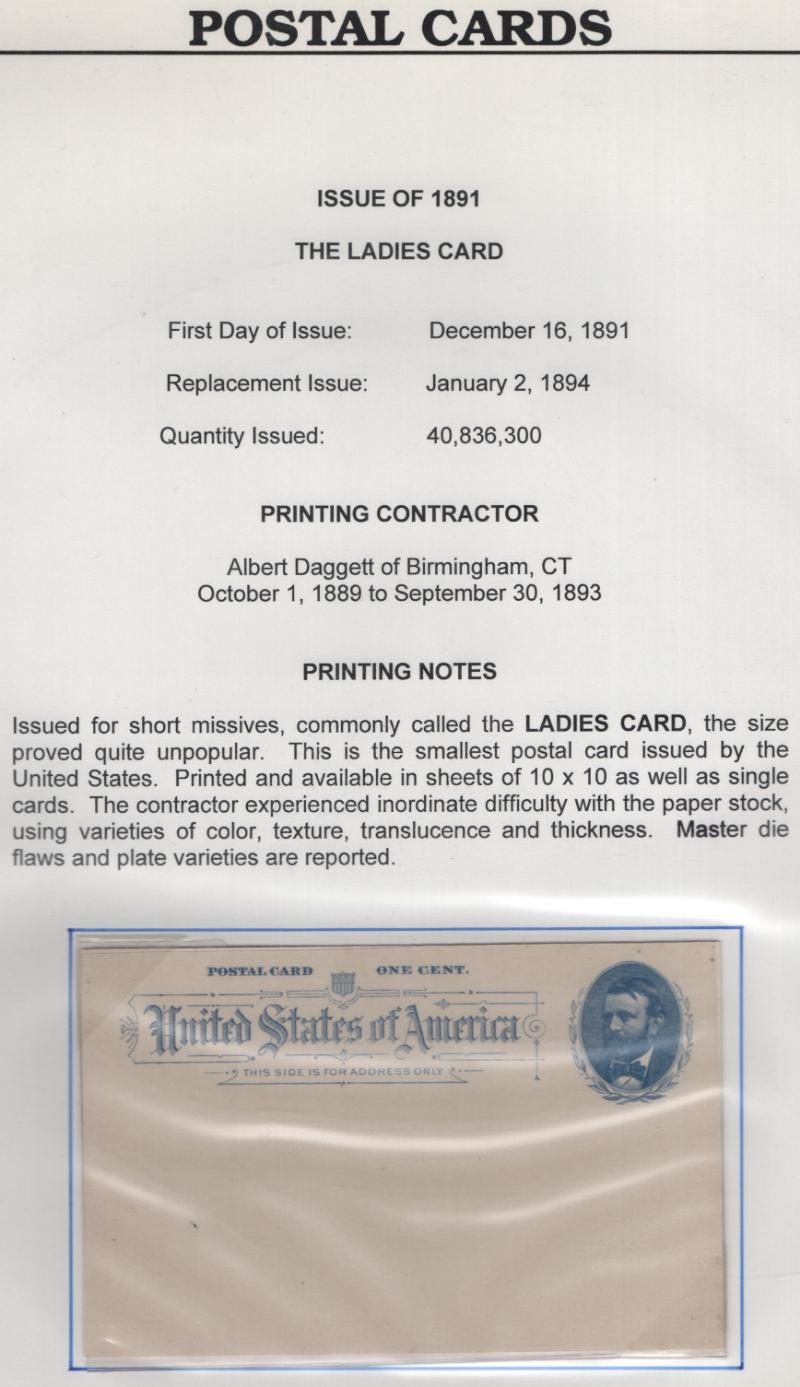 POSTAL CARDS
ISSUE OF 1891
THE LADIES CARD
First Day of Issue: December 16, 1891
Replacement Issue: January 2, 1894
Quantity Issued: 40,836,300
PRINTING CONTRACTOR
Albert Daggett of Birmingham, CT
October 1, 1889 to September 30, 1893
PRINTING NOTES
Issued for short missives, commonly called the LADIES CARD, the size
proved quite unpopular. This is the smallest postal card issued by the
United States. Printed and available in sheets of 10 x 10 as well as single
cards. The contractor experienced inordinate difficulty with the paper stock,
using varieties of color, texture, translucence and thickness. Master die
flaws and plate varieties are reported.
POSTAL CARD ONE CENT.
United States of America
THIS SIDE IS FOR ADDRESS ONLY